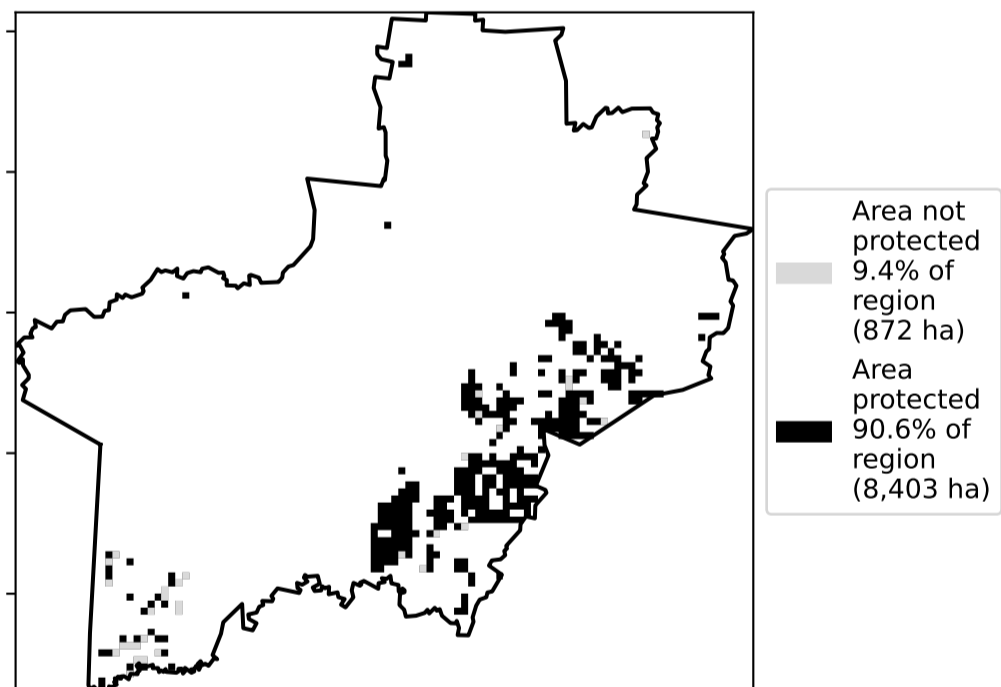 Area not
protected
9.4% of
region
(872 ha)
Area
protected
90.6% of
region
(8,403 ha)